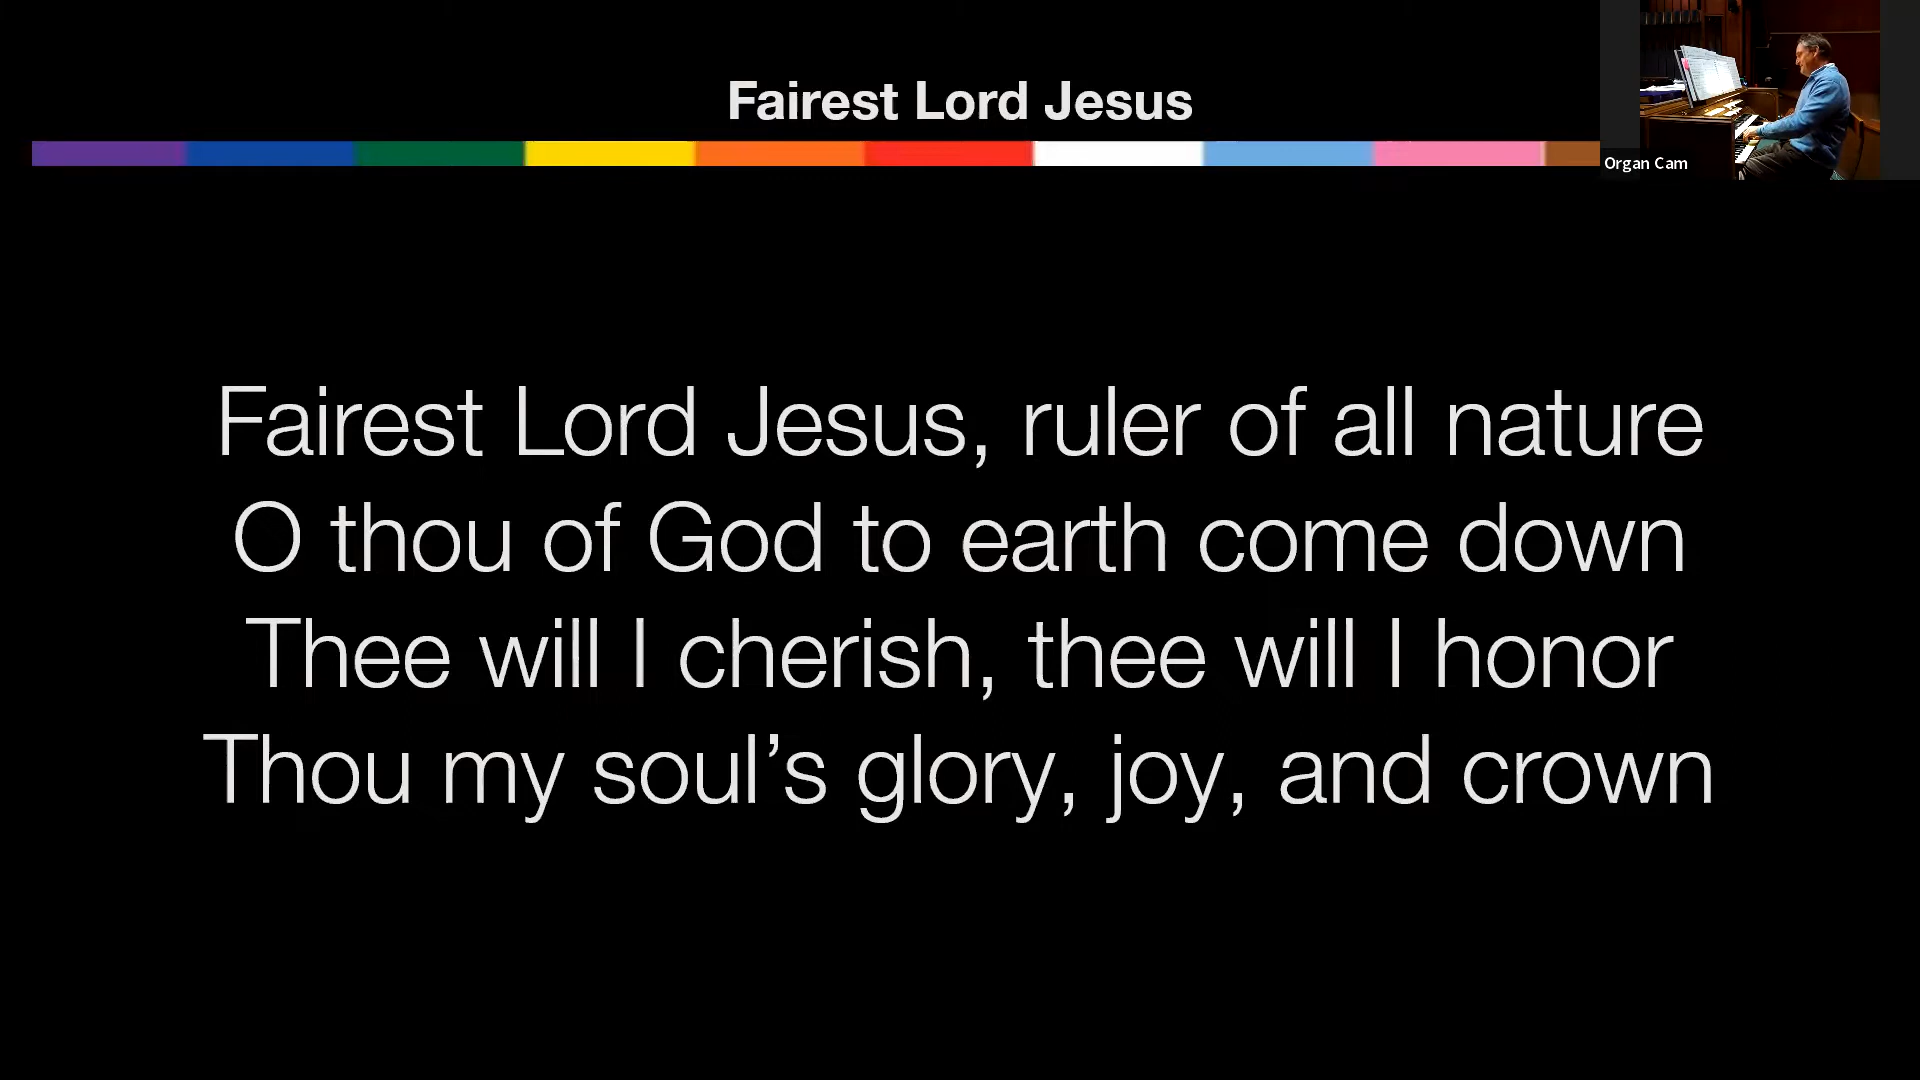 Fairest Lord Jesus
Organ Cam
Fairest Lord Jesus, ruler of all nature
O thou of God to earth come down
Thee will I cherish, thee will I honor
Thou my soul’s glory, joy, and crown